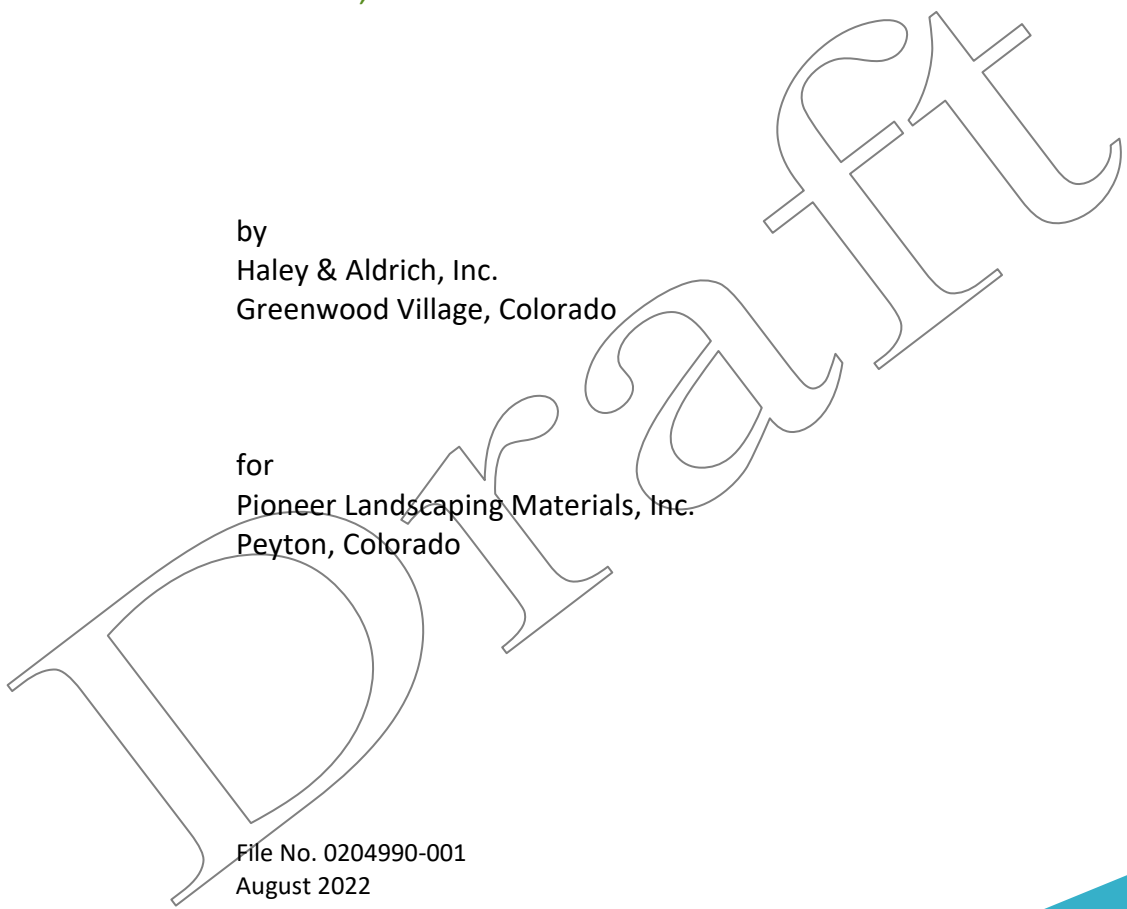 by
Haley & Aldrich, Inc.
Greenwood Village, Colorado
for
Pioneer Landscaping Materials, Inc.
Peyton, Colorado
File No. 0204990-001
August 2022
Draft